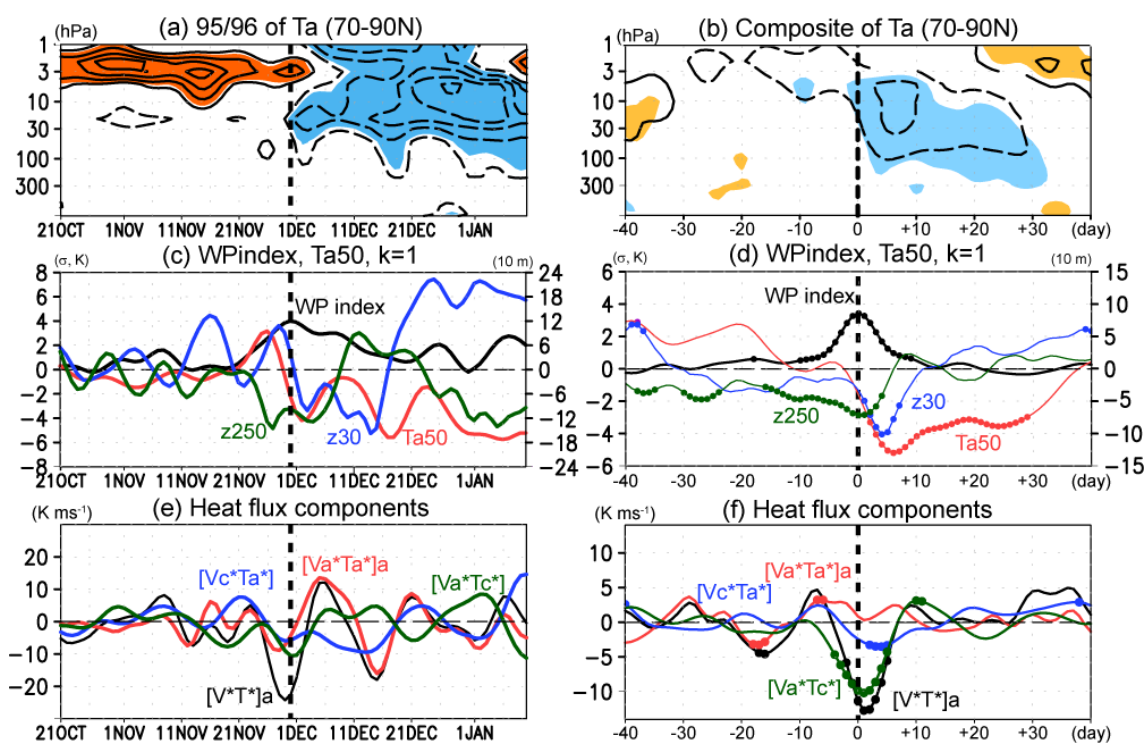 (hPa) (a) 95/96 of Ta (70-90N)
1
3
10
30
100
300
21OCT 1NOV 11NOV 21NOV 1DEC 11DEC 21DEC 1JAN
(hPa) (b) Composite of Ta (70-90N)
1
3
10
30
100
300
-40 -30 -20 -10 0 +10 +20 +30 (day)
(σ, K) (c) WPindex, Ta50, k=1 (10 m)
8 24
6 18
4 12
2 6
0 0
-2 -6
-4 -12
-6 -18
-8 -24
WP index
z250
z30
Ta50
21OCT 1NOV 11NOV 21NOV 1DEC 11DEC 21DEC 1JAN
(σ, K) (d) WPindex, Ta50, k=1 (10 m)
6 15
4 10
2 5
0 0
-2 -5
-4 -10
-6 -15
WP index
z250
z30
Ta50
-40 -30 -20 -10 0 +10 +20 +30 (day)
(K ms⁻¹) (e) Heat flux components
20
10
0
-10
-20
[Vc*Ta*]
[Va*Ta*]a
[Va*Tc*]
[V*T*]a
21OCT 1NOV 11NOV 21NOV 1DEC 11DEC 21DEC 1JAN
(K ms⁻¹) (f) Heat flux components
10
5
0
-5
-10
[Vc*Ta*]
[Va*Ta*]a
[Va*Tc*]
[V*T*]a
-40 -30 -20 -10 0 +10 +20 +30 (day)